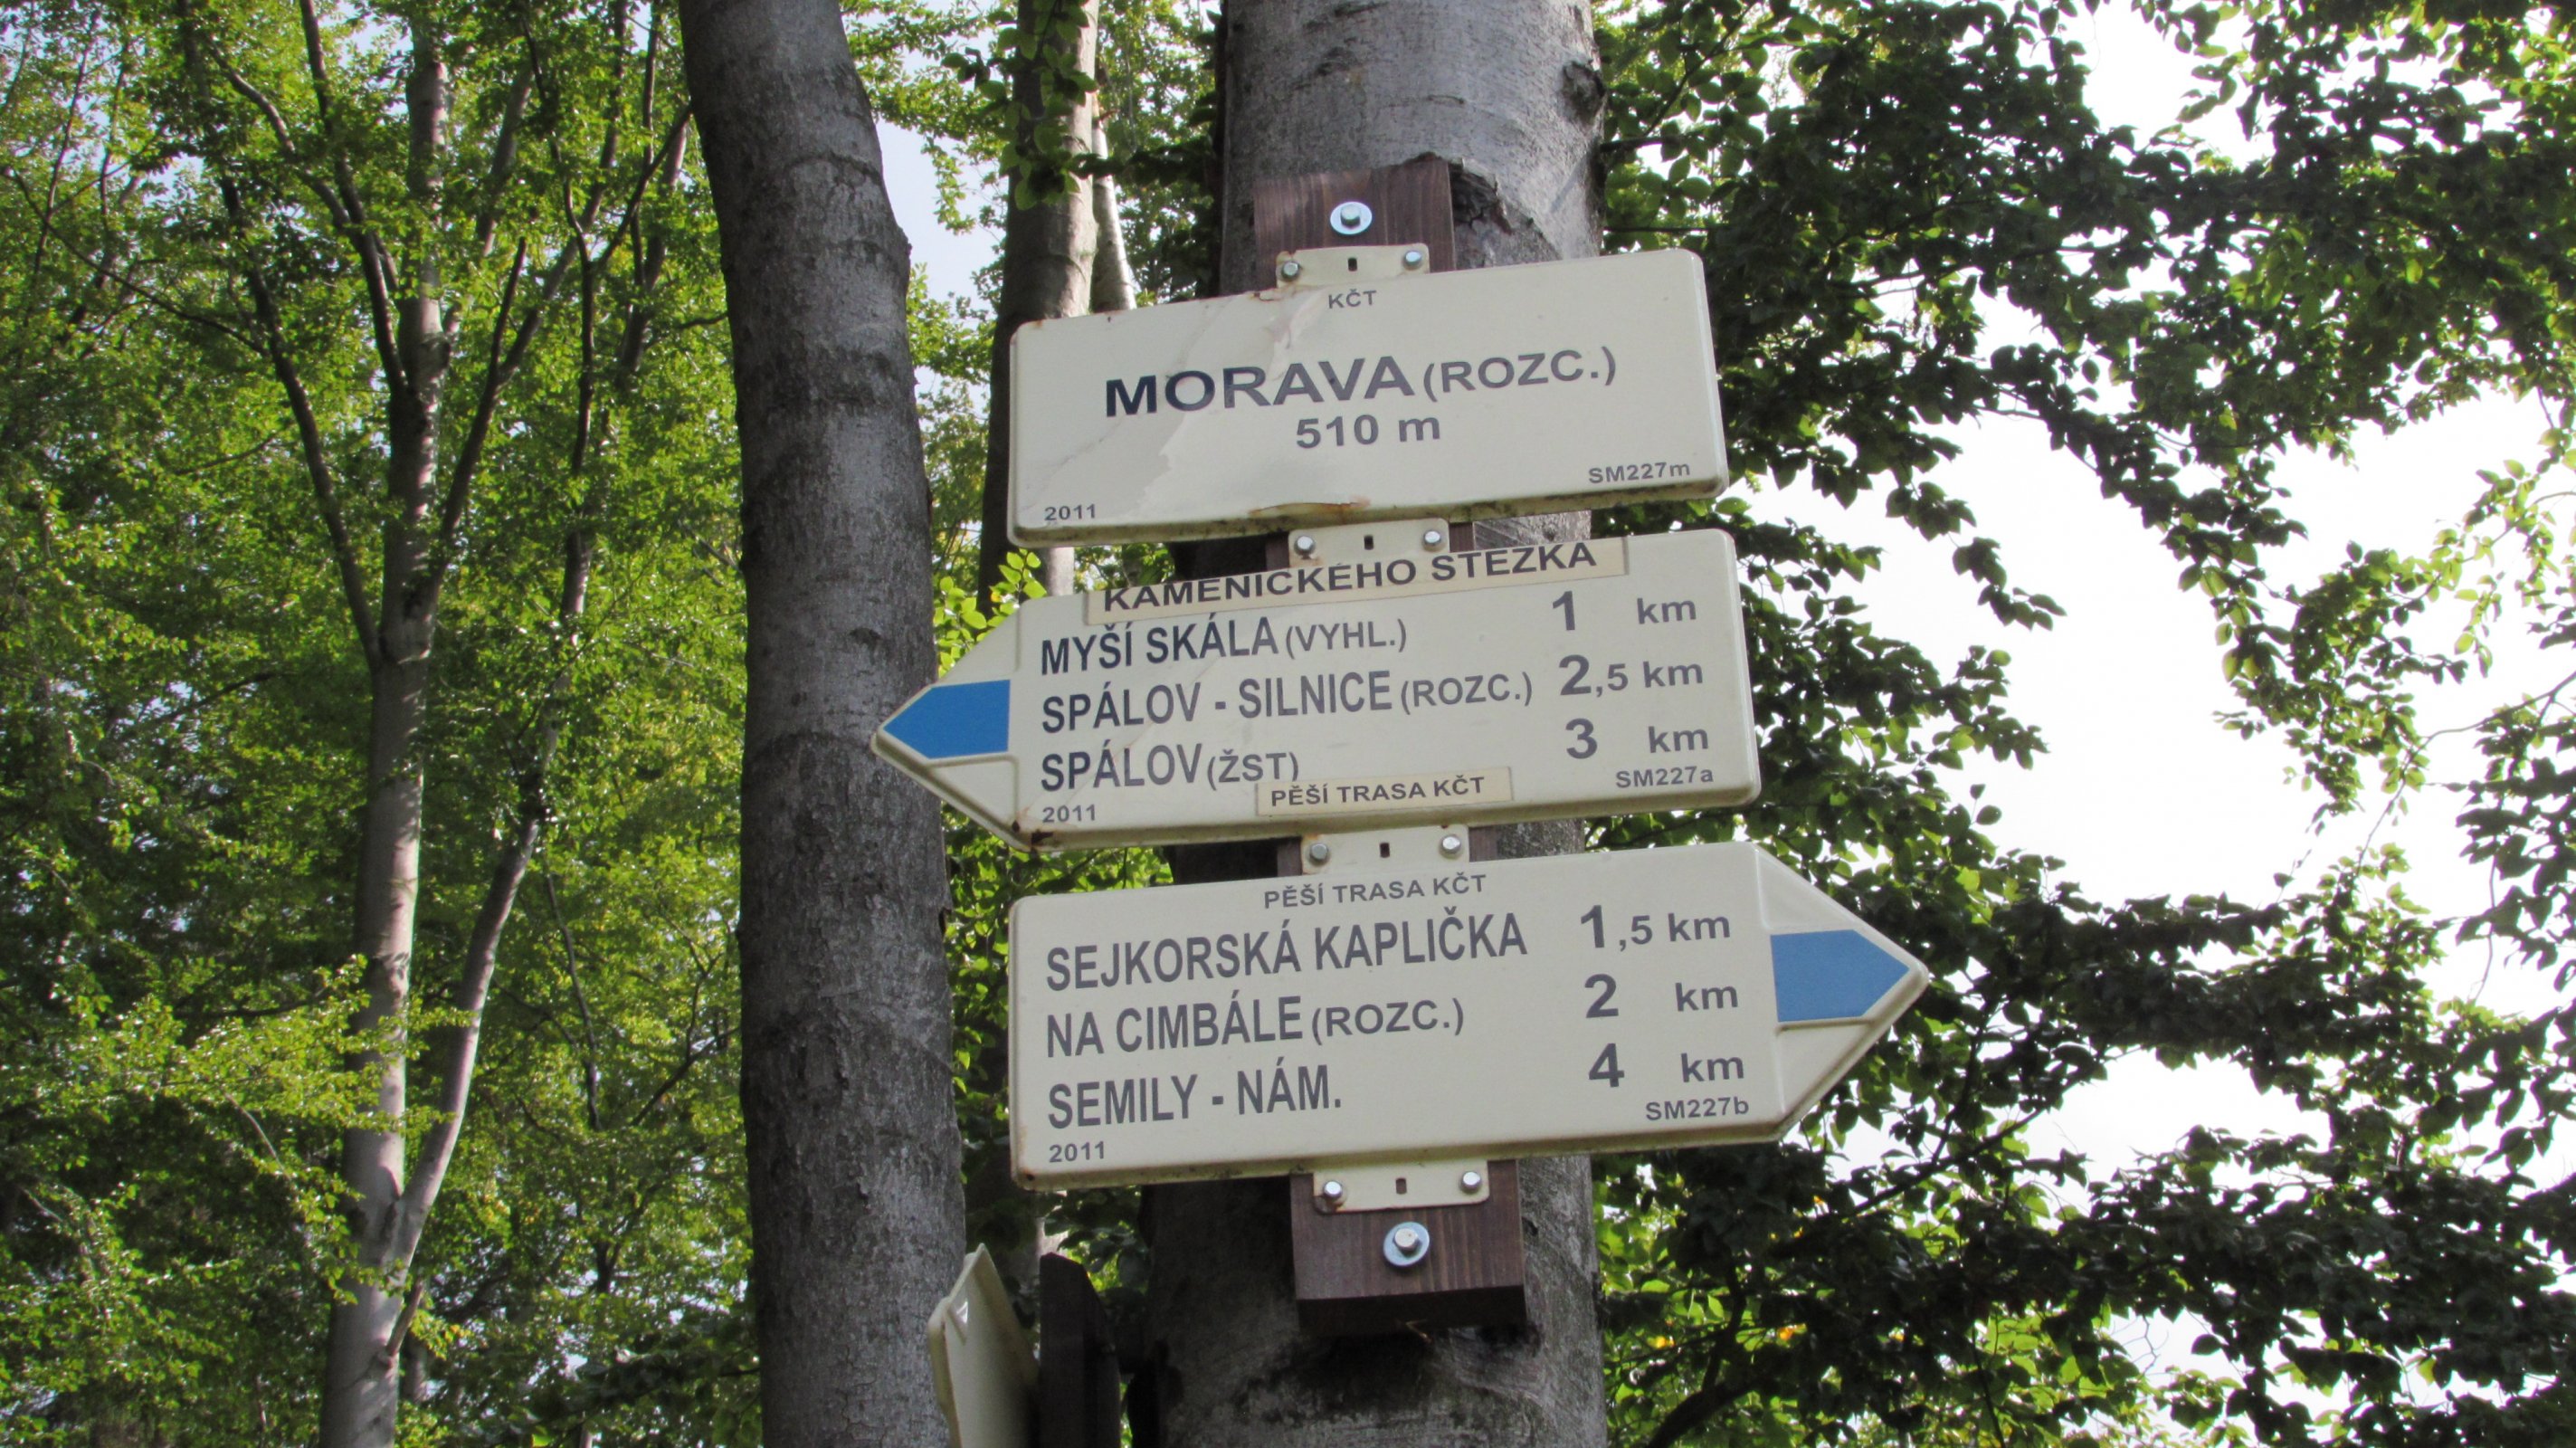 KČT
MORAVA (ROZC.)
510 m
SM227m
2011
KAMENICKÉHO STEZKA
MYŠÍ SKÁLA (VYHL.) 1 km
SPÁLOV - SILNICE (ROZC.) 2,5 km
SPÁLOV (ŽST) 3 km
SM227a
2011
PĚŠÍ TRASA KČT
PĚŠÍ TRASA KČT
SEJKORSKÁ KAPLIČKA 1,5 km
NA CIMBÁLE (ROZC.) 2 km
SEMILY - NÁM. 4 km
SM227b
2011